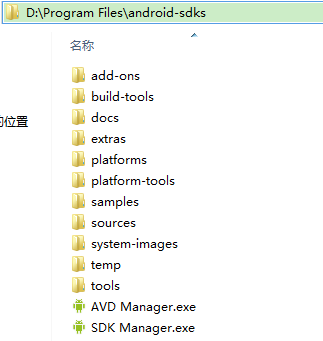 D:\Program Files\android-sdks
名称
add-ons
build-tools
docs
的位置
extras
platforms
platform-tools
samples
sources
system-images
temp
tools
AVD Manager.exe
SDK Manager.exe